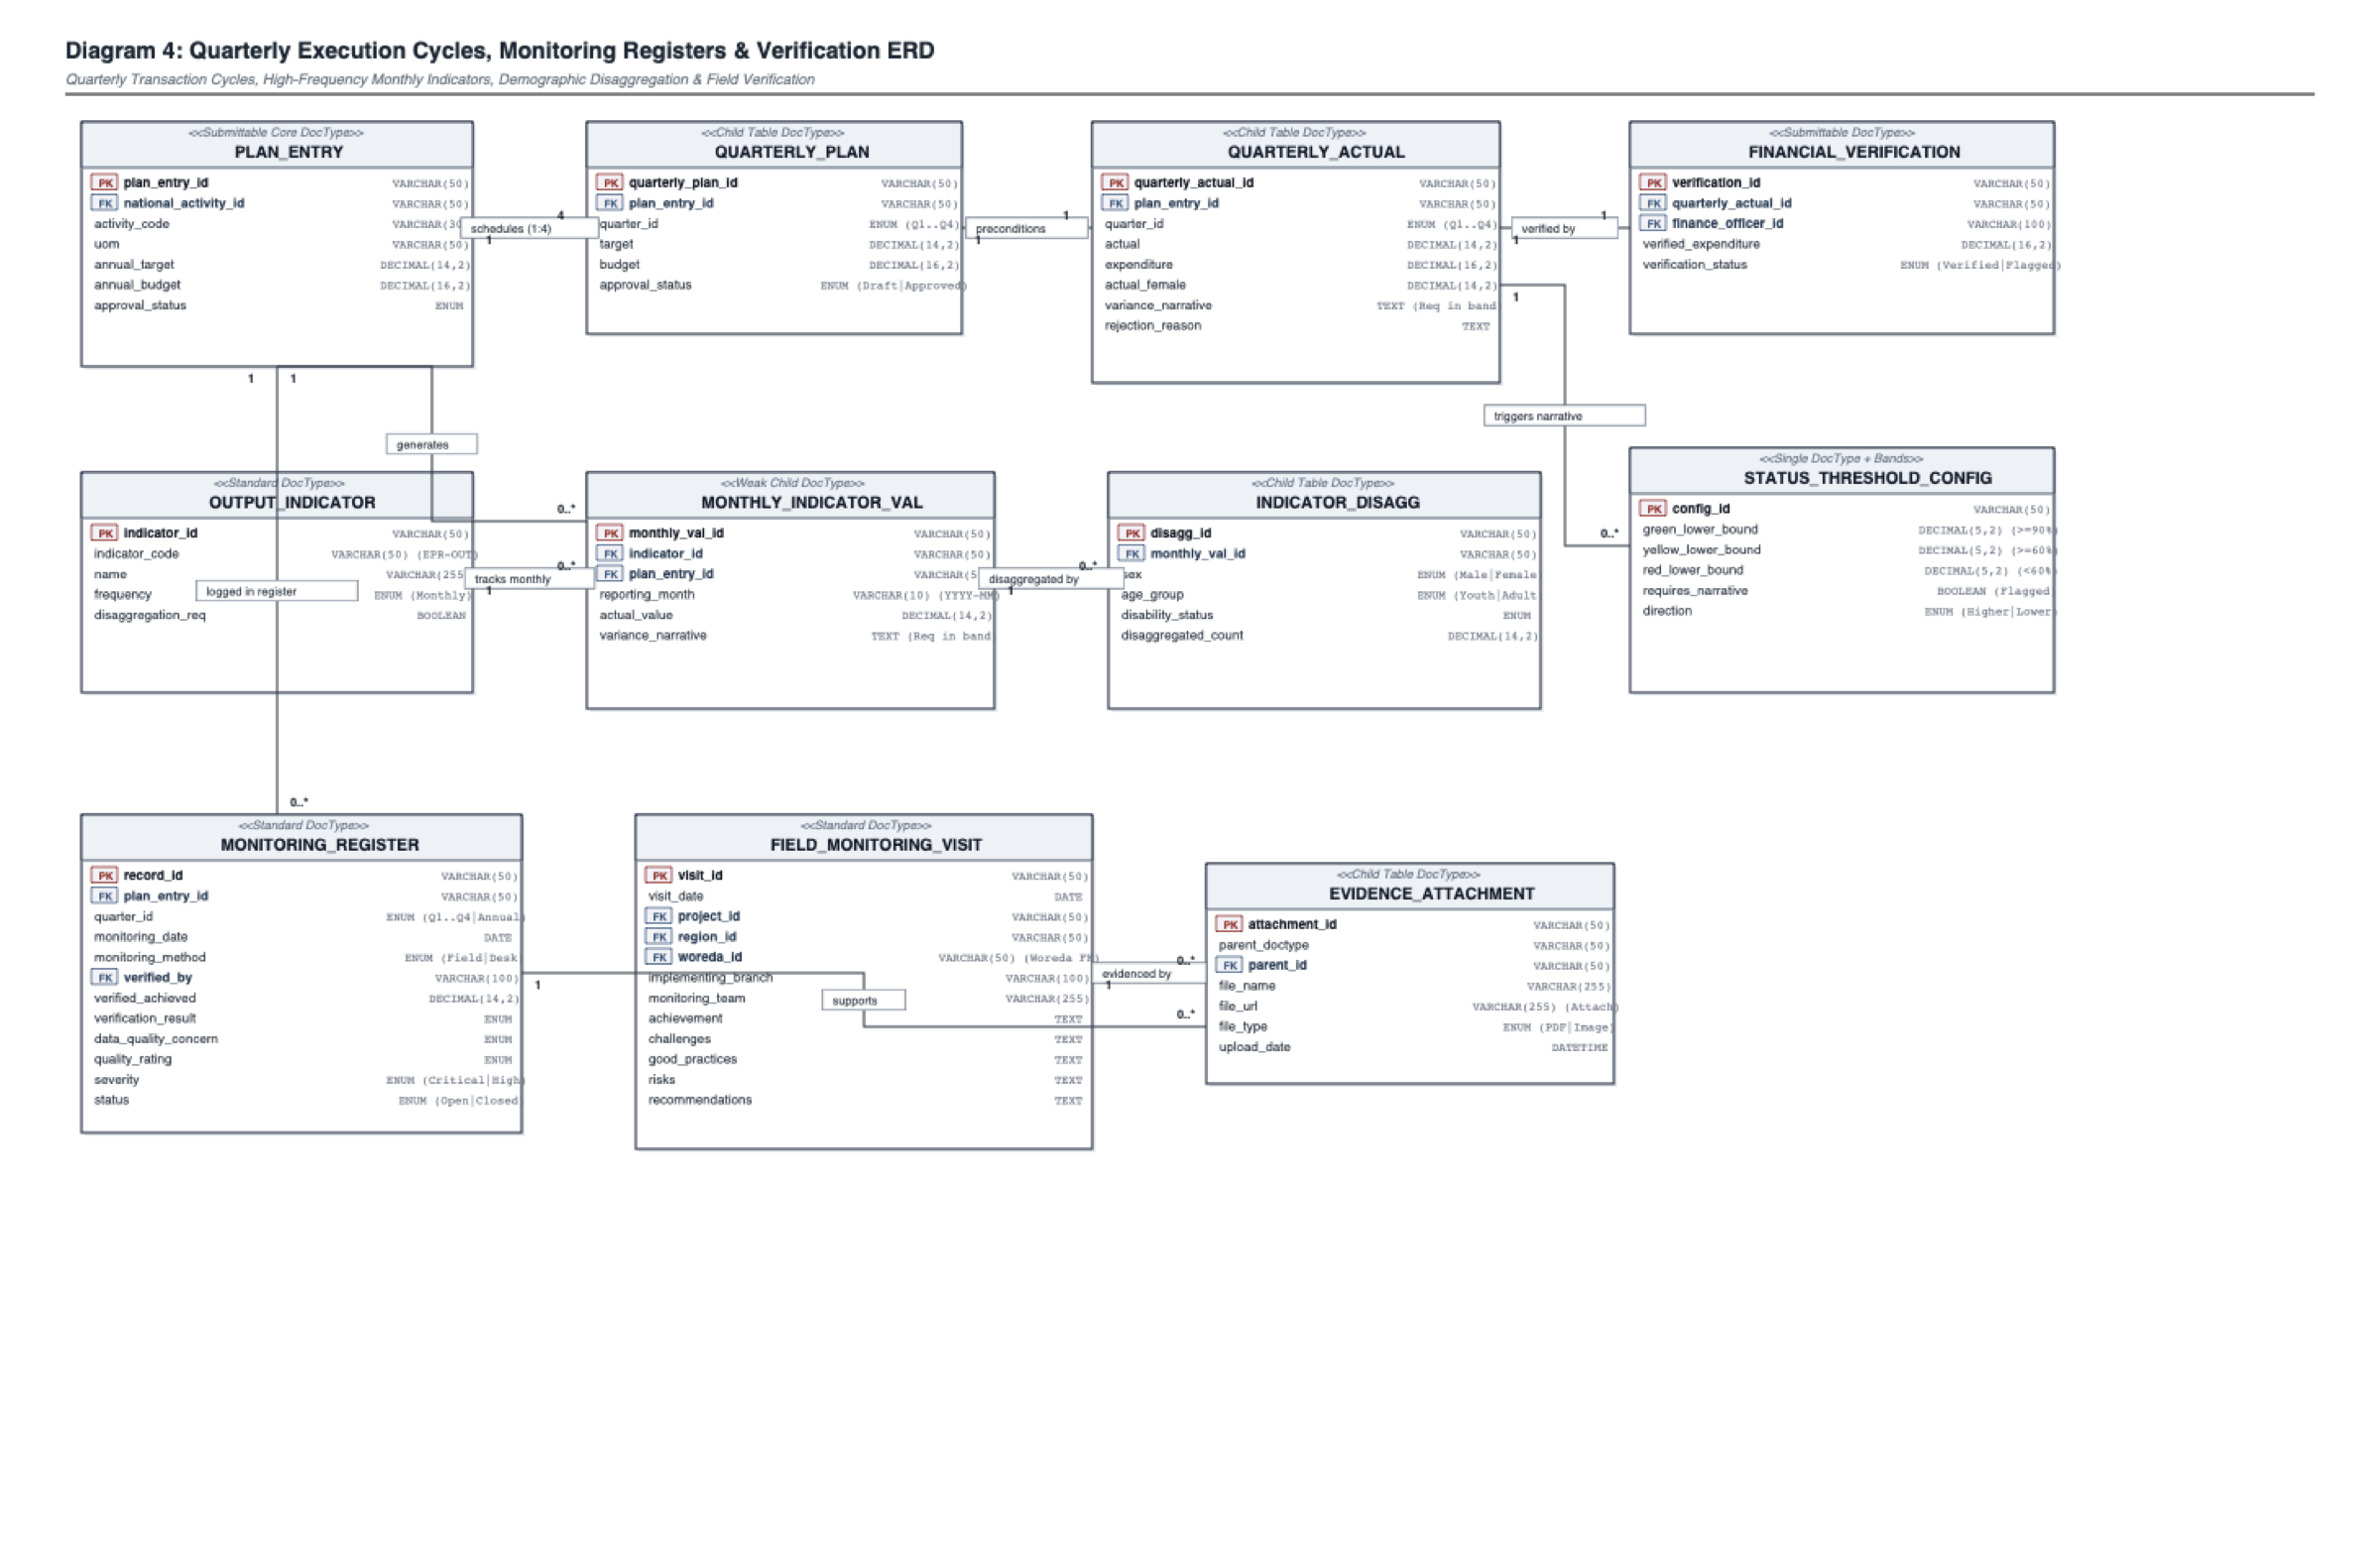 Diagram 4: Quarterly Execution Cycles, Monitoring Registers & Verification ERD
Quarterly Transaction Cycles, High-Frequency Monthly Indicators, Demographic Disaggregation & Field Verification
<<Submittable Core DocType>>
PLAN_ENTRY
PK plan_entry_id VARCHAR(50)
FK national_activity_id VARCHAR(50)
activity_code VARCHAR(30
uom VARCHAR(50)
annual_target DECIMAL(14,2)
annual_budget DECIMAL(16,2)
approval_status ENUM
schedules (1:4)
4
1
<<Child Table DocType>>
QUARTERLY_PLAN
PK quarterly_plan_id VARCHAR(50)
FK plan_entry_id VARCHAR(50)
quarter_id ENUM (Q1..Q4)
target DECIMAL(14,2)
budget DECIMAL(16,2)
approval_status ENUM (Draft|Approved)
preconditions
1
1
<<Child Table DocType>>
QUARTERLY_ACTUAL
PK quarterly_actual_id VARCHAR(50)
FK plan_entry_id VARCHAR(50)
quarter_id ENUM (Q1..Q4)
actual DECIMAL(14,2)
expenditure DECIMAL(16,2)
actual_female DECIMAL(14,2)
variance_narrative TEXT (Req in band
rejection_reason TEXT
verified by
1
1
1
<<Submittable DocType>>
FINANCIAL_VERIFICATION
PK verification_id VARCHAR(50)
FK quarterly_actual_id VARCHAR(50)
FK finance_officer_id VARCHAR(100)
verified_expenditure DECIMAL(16,2)
verification_status ENUM (Verified|Flagged)
1
1
generates
triggers narrative
<<Standard DocType>>
OUTPUT_INDICATOR
PK indicator_id VARCHAR(50)
indicator_code VARCHAR(50) (EPR-OUT)
name VARCHAR(255
frequency ENUM (Monthly)
disaggregation_req BOOLEAN
logged in register
0..*
tracks monthly
0..*
1
<<Weak Child DocType>>
MONTHLY_INDICATOR_VAL
PK monthly_val_id VARCHAR(50)
FK indicator_id VARCHAR(50)
FK plan_entry_id VARCHAR(5
reporting_month VARCHAR(10) (YYYY-MM)
actual_value DECIMAL(14,2)
variance_narrative TEXT (Req in band
disaggregated by
0..*
1
<<Child Table DocType>>
INDICATOR_DISAGG
PK disagg_id VARCHAR(50)
FK monthly_val_id VARCHAR(50)
sex ENUM (Male|Female
age_group ENUM (Youth|Adult
disability_status ENUM
disaggregated_count DECIMAL(14,2)
0..*
<<Single DocType + Bands>>
STATUS_THRESHOLD_CONFIG
PK config_id VARCHAR(50)
green_lower_bound DECIMAL(5,2) (>=90%
yellow_lower_bound DECIMAL(5,2) (>=60%
red_lower_bound DECIMAL(5,2) (<60%
requires_narrative BOOLEAN (Flagged
direction ENUM (Higher|Lower
0..*
<<Standard DocType>>
MONITORING_REGISTER
PK record_id VARCHAR(50)
FK plan_entry_id VARCHAR(50)
quarter_id ENUM (Q1..Q4|Annual)
monitoring_date DATE
monitoring_method ENUM (Field|Desk
FK verified_by VARCHAR(100)
verified_achieved DECIMAL(14,2)
verification_result ENUM
data_quality_concern ENUM
quality_rating ENUM
severity ENUM (Critical|High)
status ENUM (Open|Closed
1
<<Standard DocType>>
FIELD_MONITORING_VISIT
PK visit_id VARCHAR(50)
visit_date DATE
FK project_id VARCHAR(50)
FK region_id VARCHAR(50)
FK woreda_id VARCHAR(50) (Woreda FK)
implementing_branch VARCHAR(100)
monitoring_team VARCHAR(255)
achievement TEXT
challenges TEXT
good_practices TEXT
risks TEXT
recommendations TEXT
supports
evidenced by
0..*
1
0..*
<<Child Table DocType>>
EVIDENCE_ATTACHMENT
PK attachment_id VARCHAR(50)
parent_doctype VARCHAR(50)
FK parent_id VARCHAR(50)
file_name VARCHAR(255)
file_url VARCHAR(255) (Attach)
file_type ENUM (PDF|Image)
upload_date DATETIME